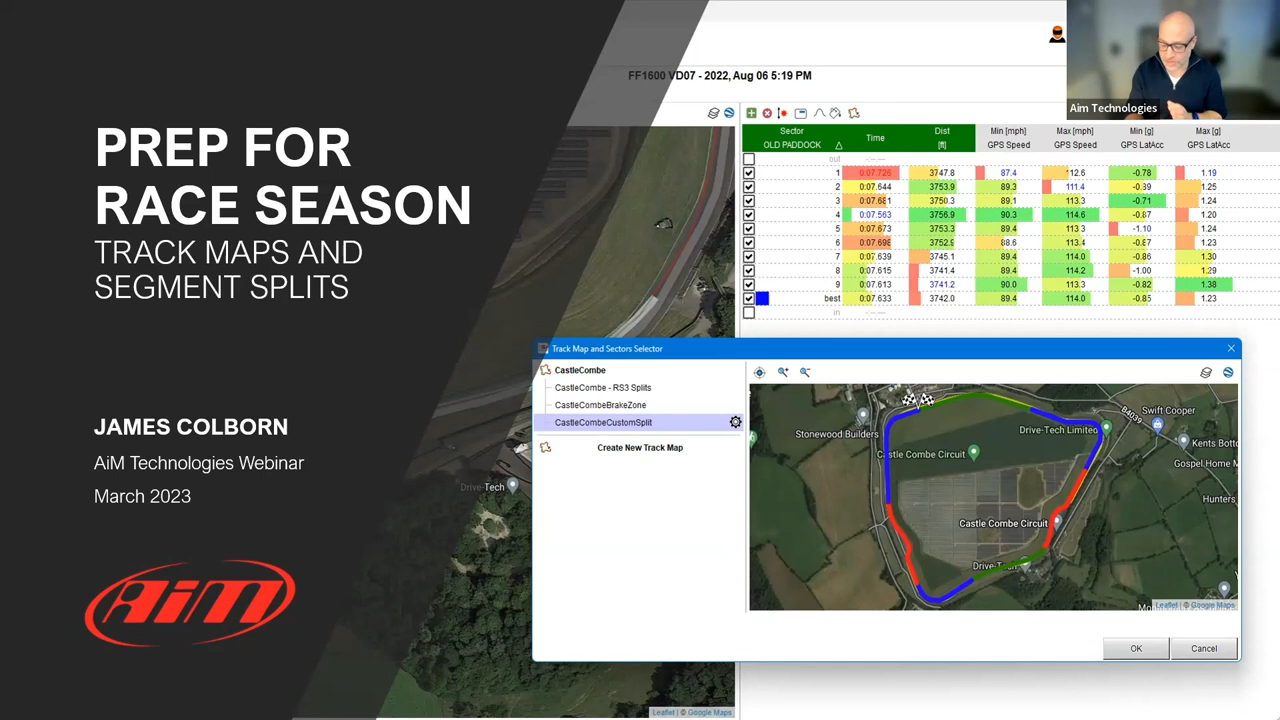 PREP FOR
RACE SEASON
TRACK MAPS AND
SEGMENT SPLITS
JAMES COLBORN
AiM Technologies Webinar
March 2023
AiM
FF1600 VD07 - 2022, Aug 06 5:19 PM
Aim Technologies
Sector Time Dist Min [mph] Max [mph] Min [g] Max [g]
OLD PADDOCK [ft] GPS Speed GPS Speed GPS LatAcc GPS LatAcc
out -:--.---
1 0:07.726 3747.8 87.4 112.6 -0.78 1.19
2 0:07.644 3753.9 89.3 111.4 -0.89 1.25
3 0:07.681 3750.3 89.1 113.3 -0.71 1.24
4 0:07.563 3756.9 90.3 114.6 -0.87 1.20
5 0:07.673 3753.3 89.4 113.3 -1.10 1.24
6 0:07.698 3752.9 88.6 113.4 -0.87 1.23
7 0:07.639 3745.1 89.4 114.0 -0.86 1.30
8 0:07.615 3741.4 89.4 114.2 -1.00 1.29
9 0:07.613 3741.2 90.0 113.3 -0.82 1.38
best 0:07.633 3742.0 89.4 114.0 -0.85 1.23
in -:--.---
Track Map and Sectors Selector
CastleCombe
CastleCombe - RS3 Splits
CastleCombeBrakeZone
CastleCombeCustomSplit
Create New Track Map
Stonewood Builders
Drive-Tech Limited
B4039
Swift Cooper
Kents Bott
Gospel Home M
Castle Combe Circuit
Hunters
Castle Combe Circuit
Drive-Tech
Leaflet | © Google Maps
OK
Cancel
Drive-Tech
Leaflet | © Google Maps